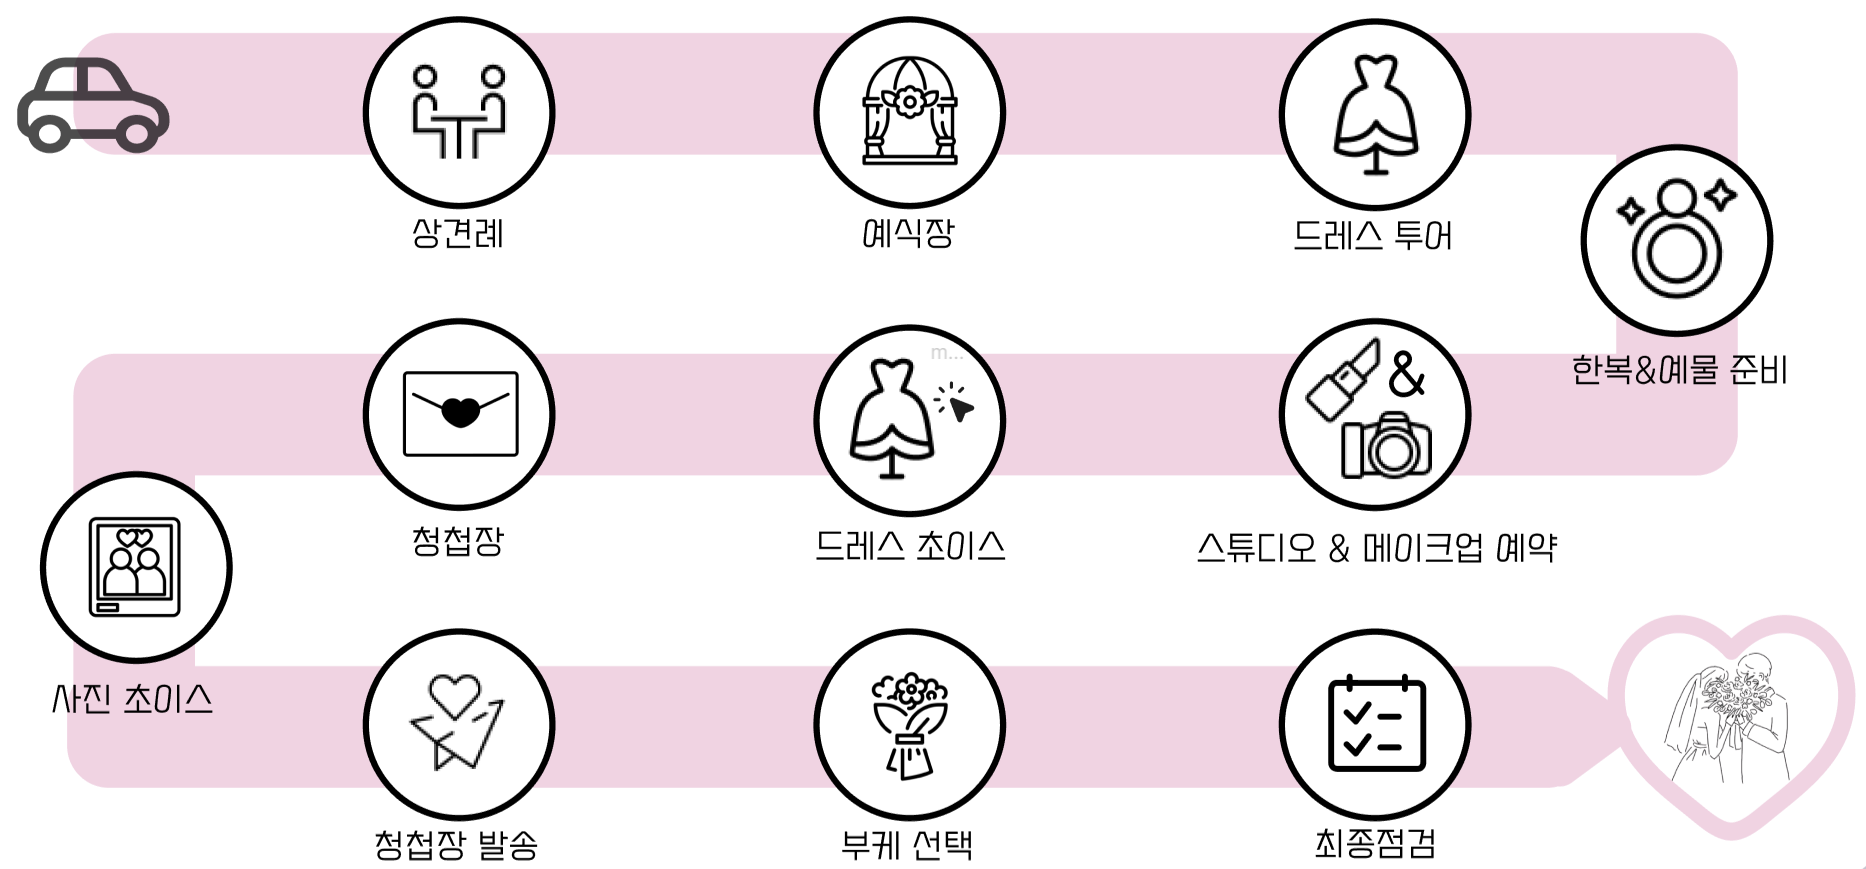 상견례
예식장
드레스 투어
한복&예물 준비
&
스튜디오 & 메이크업 예약
m...
드레스 초이스
청첩장
사진 초이스
청첩장 발송
부케 선택
최종점검